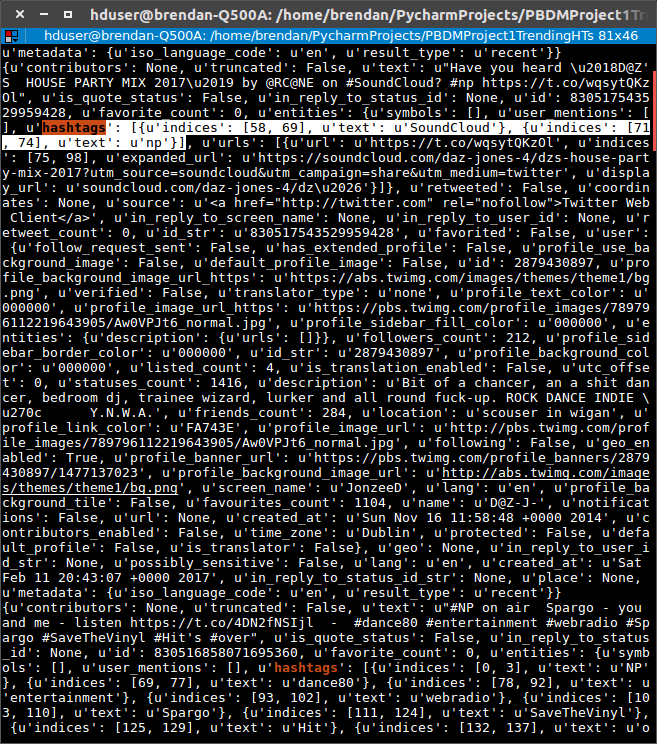 hduser@brendan-Q500A: /home/brendan/PycharmProjects/PBDMProject1Tr
hduser@brendan-Q500A: /home/brendan/PycharmProjects/PBDMProject1TrendingHTs 81x46
u'metadata': {u'iso_language_code': u'en', u'result_type': u'recent'}}
{u'contributors': None, u'truncated': False, u'text': u"Have you heard \u2018D@Z'
S  HOUSE PARTY MIX 2017\u2019 by @RC@NE on #SoundCloud? #np https://t.co/wqsytQKz
Ol", u'is_quote_status': False, u'in_reply_to_status_id': None, u'id': 8305175435
29959428, u'favorite_count': 0, u'entities': {u'symbols': [], u'user_mentions': [
], u'hashtags': [{u'indices': [58, 69], u'text': u'SoundCloud'}, {u'indices': [71
, 74], u'text': u'np'}], u'urls': [{u'url': u'https://t.co/wqsytQKzOl', u'indices'
: [75, 98], u'expanded_url': u'https://soundcloud.com/daz-jones-4/dzs-house-part
y-mix-2017?utm_source=soundcloud&utm_campaign=share&utm_medium=twitter', u'displa
y_url': u'soundcloud.com/daz-jones-4/dz\u2026'}]}, u'retweeted': False, u'coordin
ates': None, u'source': u'<a href="http://twitter.com" rel="nofollow">Twitter Web
 Client</a>', u'in_reply_to_screen_name': None, u'in_reply_to_user_id': None, u'r
etweet_count': 0, u'id_str': u'830517543529959428', u'favorited': False, u'user':
 {u'follow_request_sent': False, u'has_extended_profile': False, u'profile_use_ba
ckground_image': False, u'default_profile_image': False, u'id': 2879430897, u'pro
file_background_image_url_https': u'https://abs.twimg.com/images/themes/theme1/bg
.png', u'verified': False, u'translator_type': u'none', u'profile_text_color': u'
000000', u'profile_image_url_https': u'https://pbs.twimg.com/profile_images/78979
6112219643905/Aw0VPJt6_normal.jpg', u'profile_sidebar_fill_color': u'000000', u'e
ntities': {u'description': {u'urls': []}}, u'followers_count': 212, u'profile_sid
ebar_border_color': u'000000', u'id_str': u'2879430897', u'profile_background_col
or': u'000000', u'listed_count': 4, u'is_translation_enabled': False, u'utc_offse
t': 0, u'statuses_count': 1416, u'description': u'Bit of a chancer, an a shit dan
cer, bedroom dj, trainee wizard, lurker and all round fuck-up. ROCK DANCE INDIE \
u270c      Y.N.W.A.', u'friends_count': 284, u'location': u'scouser in wigan', u'
profile_link_color': u'FA743E', u'profile_image_url': u'http://pbs.twimg.com/prof
ile_images/789796112219643905/Aw0VPJt6_normal.jpg', u'following': False, u'geo_en
abled': True, u'profile_banner_url': u'https://pbs.twimg.com/profile_banners/2879
430897/1477137023', u'profile_background_image_url': u'http://abs.twimg.com/image
s/themes/theme1/bg.png', u'screen_name': u'JonzeeD', u'lang': u'en', u'profile_ba
ckground_tile': False, u'favourites_count': 1104, u'name': u'D@Z-J-', u'notificat
ions': False, u'url': None, u'created_at': u'Sun Nov 16 11:58:48 +0000 2014', u'c
ontributors_enabled': False, u'time_zone': u'Dublin', u'protected': False, u'defa
ult_profile': False, u'is_translator': False}, u'geo': None, u'in_reply_to_user_i
d_str': None, u'possibly_sensitive': False, u'lang': u'en', u'created_at': u'Sat
Feb 11 20:43:07 +0000 2017', u'in_reply_to_status_id_str': None, u'place': None,
u'metadata': {u'iso_language_code': u'en', u'result_type': u'recent'}}
{u'contributors': None, u'truncated': False, u'text': u"#NP on air  Spargo - you
and me - listen https://t.co/4DN2fNSIjl  -  #dance80 #entertainment #webradio #Sp
argo #SaveTheVinyl #Hit's #over", u'is_quote_status': False, u'in_reply_to_status
_id': None, u'id': 830516858071695360, u'favorite_count': 0, u'entities': {u'symb
ols': [], u'user_mentions': [], u'hashtags': [{u'indices': [0, 3], u'text': u'NP'
}, {u'indices': [69, 77], u'text': u'dance80'}, {u'indices': [78, 92], u'text': u
'entertainment'}, {u'indices': [93, 102], u'text': u'webradio'}, {u'indices': [10
3, 110], u'text': u'Spargo'}, {u'indices': [111, 124], u'text': u'SaveTheVinyl'},
 {u'indices': [125, 129], u'text': u'Hit'}, {u'indices': [132, 137], u'text': u'o